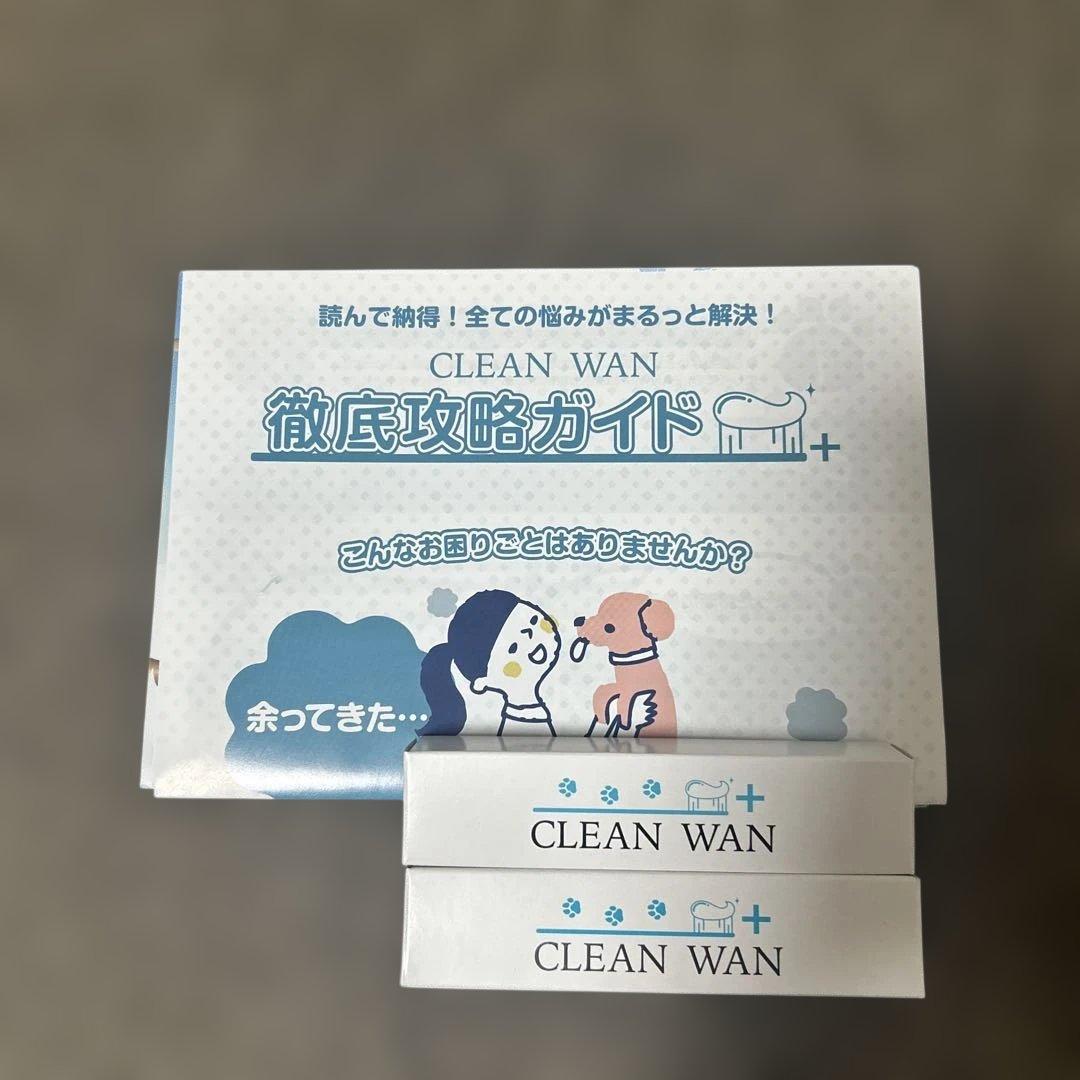 読んで納得！全ての悩みがまるっと解決！
CLEAN WAN
徹底攻略ガイド
こんなお困りごとはありませんか？
余ってきた…
CLEAN WAN
CLEAN WAN